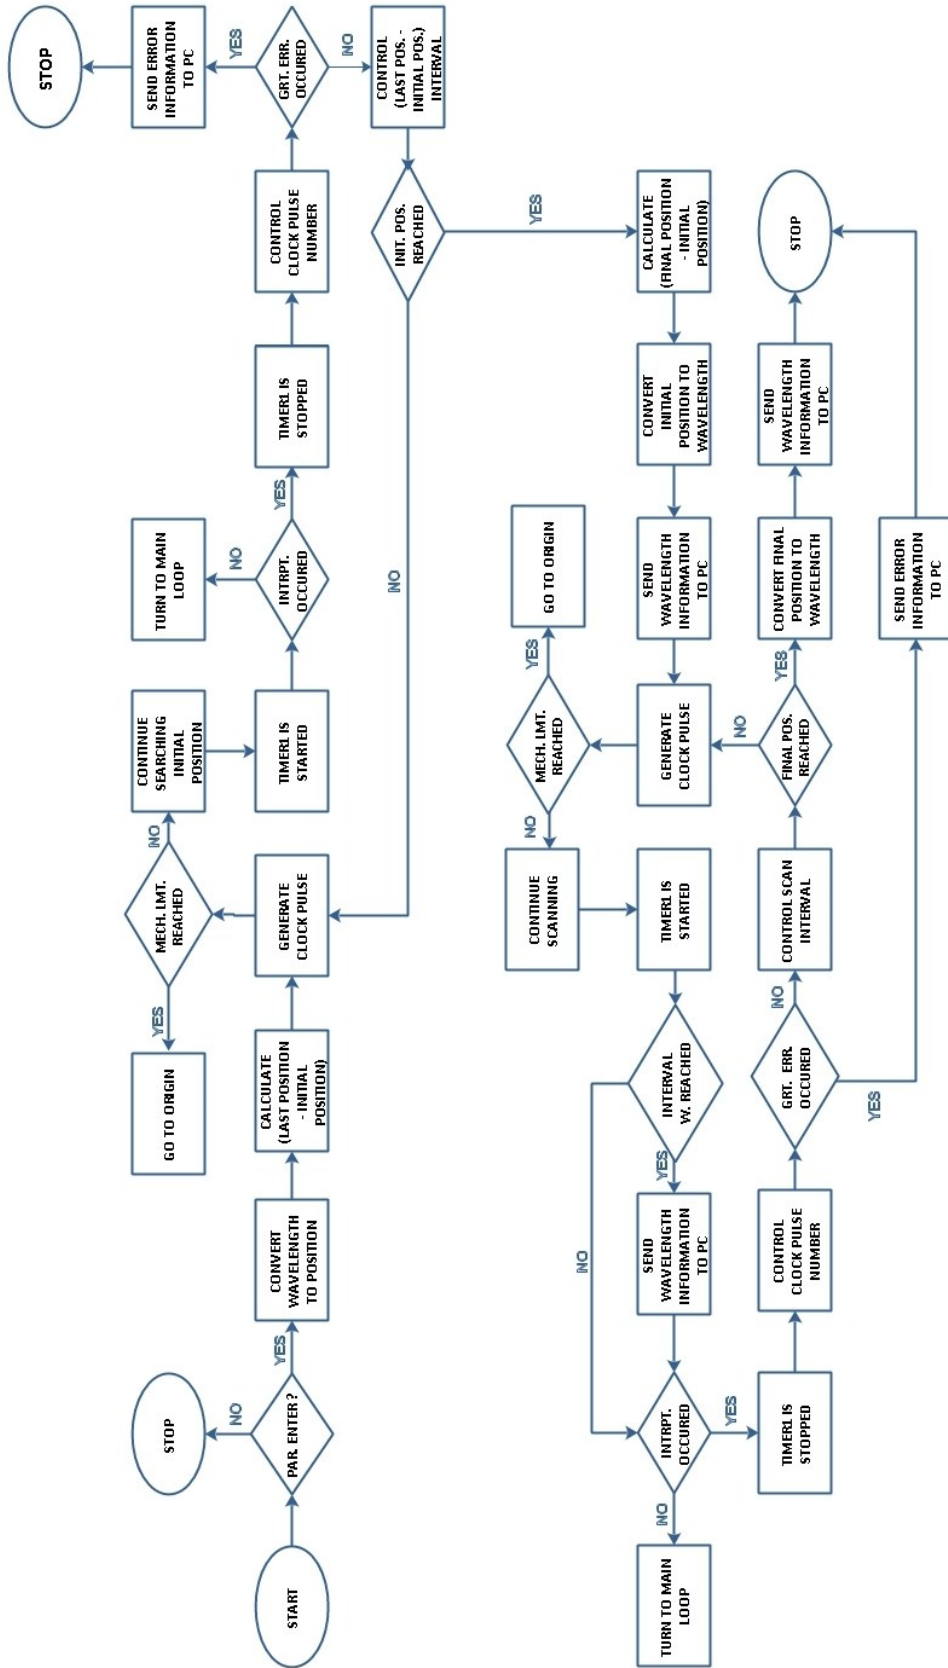 START
PAR. ENTER ?
NO
STOP
YES
CONVERT
WAVELENGTH
TO POSITION
CALCULATE
(LAST POSITION
- INITIAL
POSITION)
GENERATE
CLOCK PULSE
MECH. LMT.
REACHED
YES
GO TO ORIGIN
NO
CONTINUE
SEARCHING
INITIAL
POSITION
TIMER1 IS
STARTED
INTRPT.
OCCURED
NO
TURN TO MAIN
LOOP
YES
TIMER1 IS
STOPPED
CONTROL
CLOCK PULSE
NUMBER
GRT. ERR.
OCCURED
YES
SEND ERROR
INFORMATION
TO PC
STOP
NO
CONTROL
(LAST POS. -
INITIAL POS.)
INTERVAL
INIT. POS.
REACHED
NO
YES
CALCULATE
(FINAL POSITION
- INITIAL
POSITION)
CONVERT
INITIAL
POSITION TO
WAVELENGTH
SEND
WAVELENGTH
INFORMATION
TO PC
GENERATE
CLOCK PULSE
MECH. LMT.
REACHED
YES
GO TO ORIGIN
NO
CONTINUE
SCANNING
TIMER1 IS
STARTED
INTERVAL
W. REACHED
NO
YES
SEND
WAVELENGTH
INFORMATION
TO PC
INTRPT.
OCCURED
NO
TURN TO MAIN
LOOP
YES
TIMER1 IS
STOPPED
CONTROL
CLOCK PULSE
NUMBER
GRT. ERR.
OCCURED
NO
CONTROL SCAN
INTERVAL
FINAL POS.
REACHED
NO
YES
CONVERT FINAL
POSITION TO
WAVELENGTH
SEND
WAVELENGTH
INFORMATION
TO PC
STOP
YES
SEND ERROR
INFORMATION
TO PC